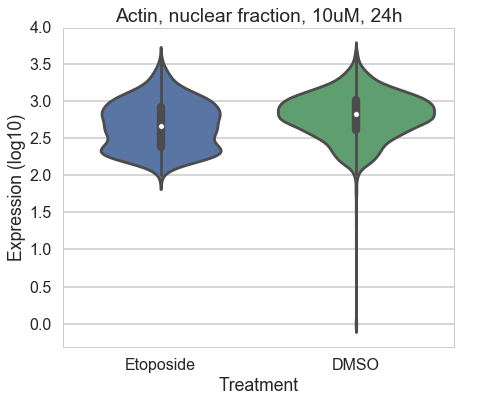 Actin, nuclear fraction, 10uM, 24h
4.0
3.5
3.0
2.5
2.0
1.5
1.0
0.5
0.0
Expression (log10)
Etoposide DMSO
Treatment